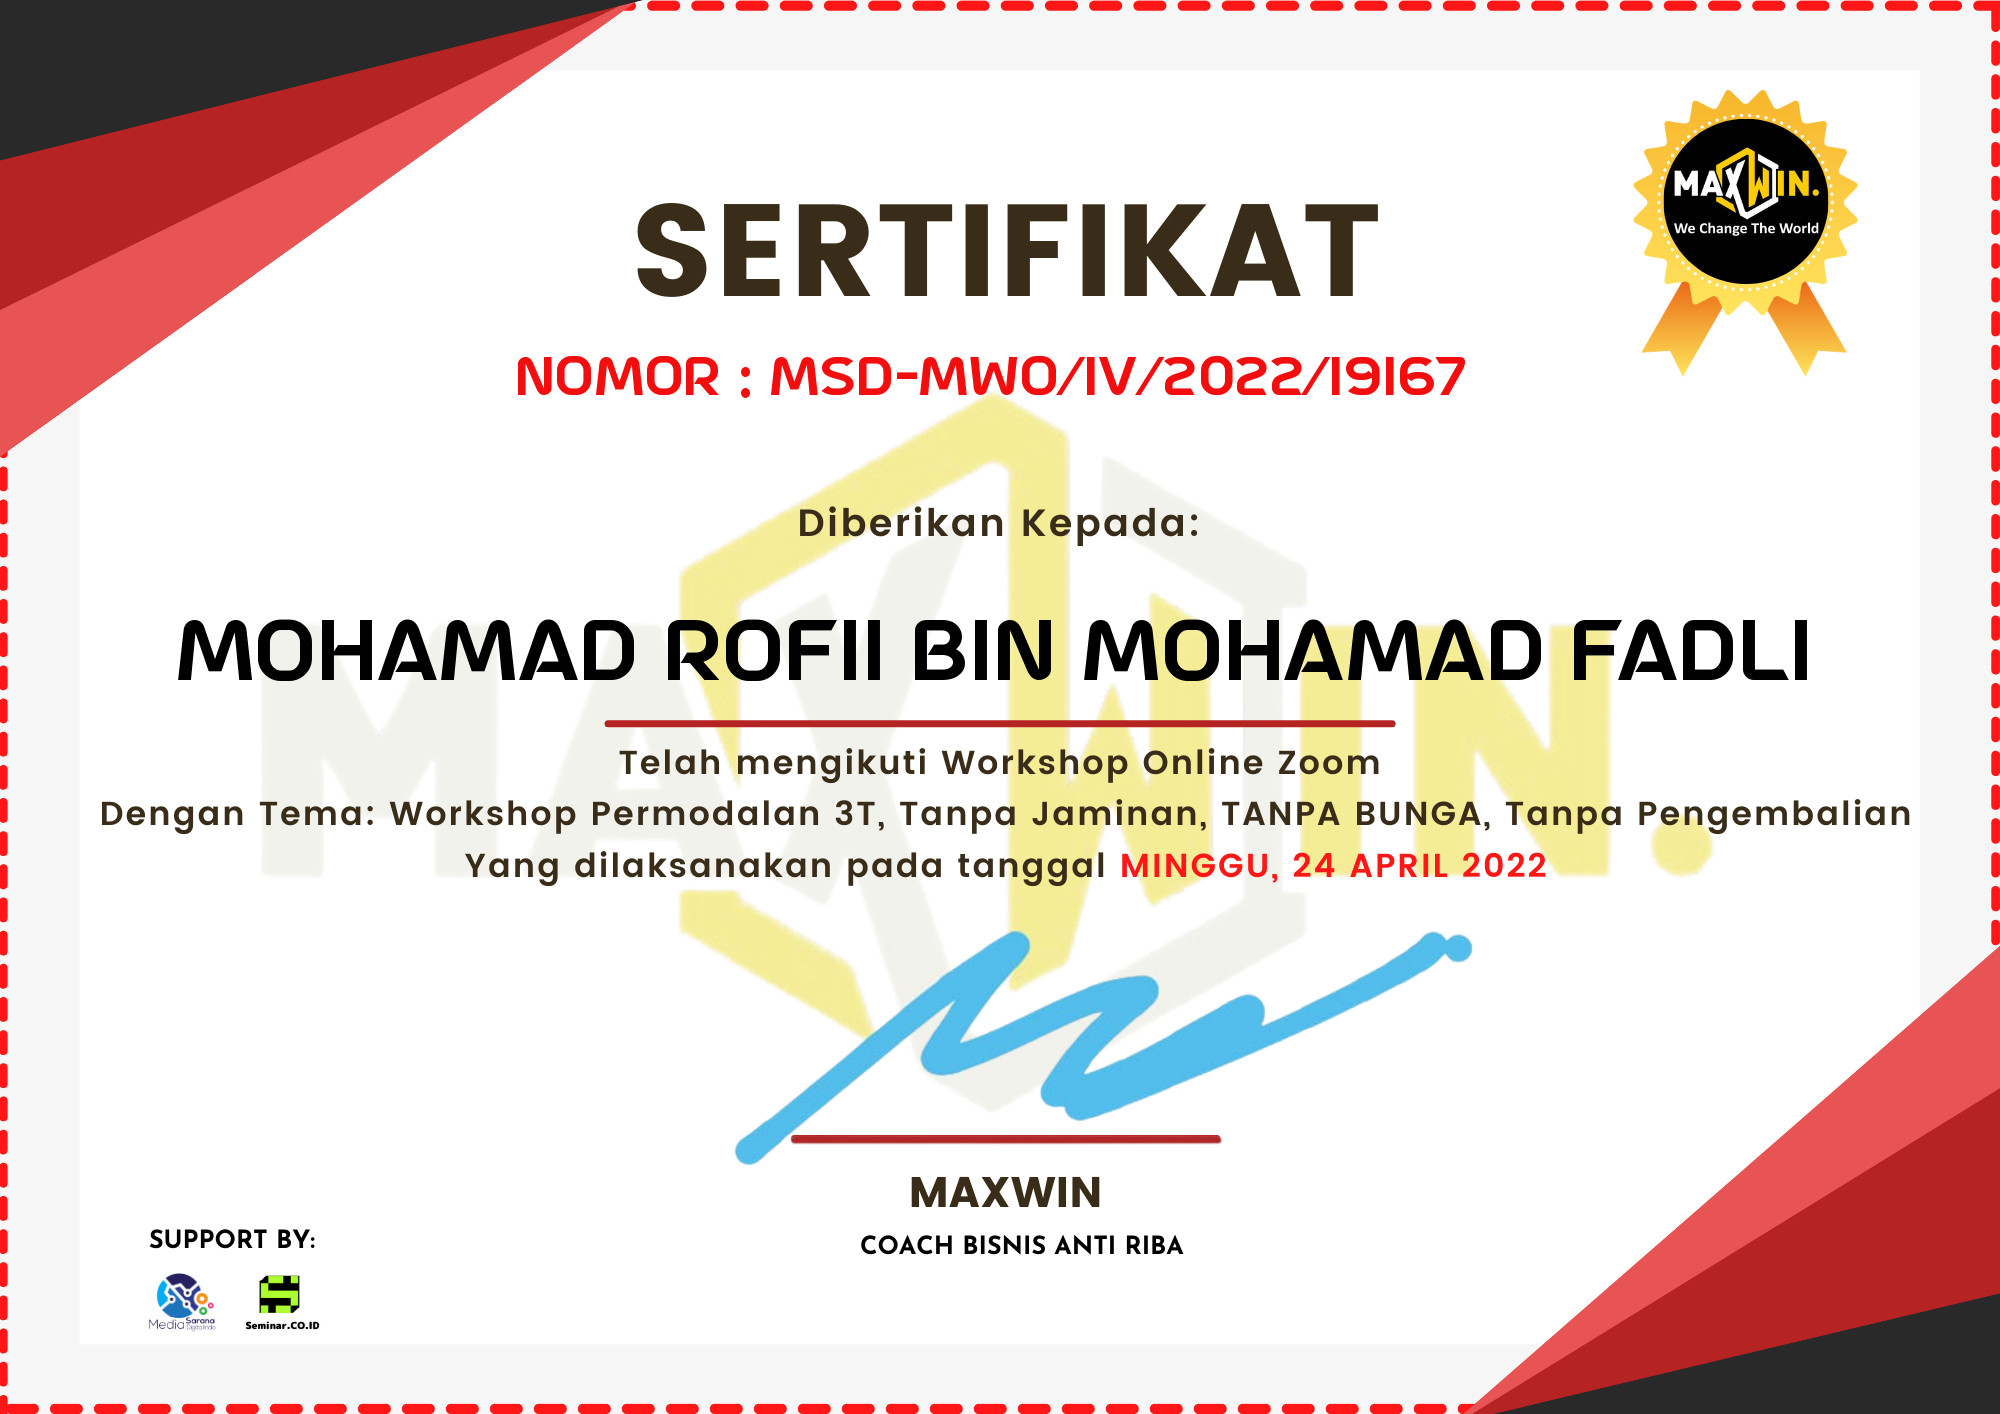 MAXWIN.
We Change The World
SERTIFIKAT
NOMOR : MSD-MWO/IV/2022/19167
Diberikan Kepada:
MOHAMAD ROFII BIN MOHAMAD FADLI
Telah mengikuti Workshop Online Zoom
Dengan Tema: Workshop Permodalan 3T, Tanpa Jaminan, TANPA BUNGA, Tanpa Pengembalian
Yang dilaksanakan pada tanggal MINGGU, 24 APRIL 2022
MAXWIN.
MAXWIN
COACH BISNIS ANTI RIBA
SUPPORT BY:
Media Sarana Digitalindo
Seminar.CO.ID